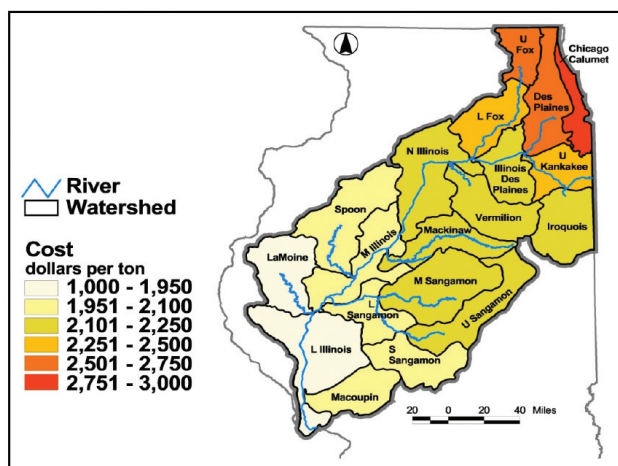 River
Watershed
Cost
dollars per ton
1,000 - 1,950
1,951 - 2,100
2,101 - 2,250
2,251 - 2,500
2,501 - 2,750
2,751 - 3,000
U
Fox
Chicago
Calumet
Des
Plaines
L Fox
N Illinois
Illinois
Des
Plaines
U
Kankakee
Spoon
M Illinois
Mackinaw
Vermilion
Iroquois
LaMoine
M Sangamon
L
Sangamon
U Sangamon
L Illinois
S
Sangamon
Macoupin
20 0 20 40 Miles